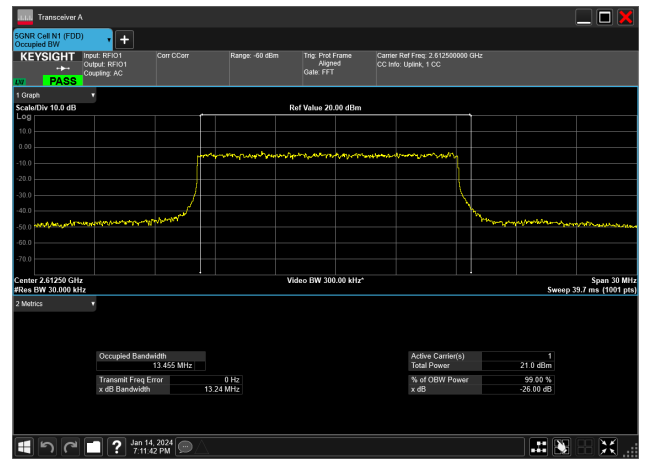 Transceiver A
5GNR Cell N1 (FDD)
Occupied BW
KEYSIGHT
Input: RFIO1
Output: RFIO1
Coupling: AC
Corr CCorr
Range: -60 dBm
Trig: Prot Frame
Aligned
Gate: FFT
Carrier Ref Freq: 2.612500000 GHz
CC Info: Uplink, 1 CC
PASS
1 Graph
Scale/Div 10.0 dB
Ref Value 20.00 dBm
Log
10.0
0.00
-10.0
-20.0
-30.0
-40.0
-50.0
-60.0
-70.0
Center 2.61250 GHz
Video BW 300.00 kHz*
Span 30 MHz
#Res BW 30.000 kHz
Sweep 39.7 ms (1001 pts)
2 Metrics
Occupied Bandwidth
13.455 MHz
Active Carrier(s) 1
Total Power 21.0 dBm
Transmit Freq Error 0 Hz
x dB Bandwidth 13.24 MHz
% of OBW Power 99.00 %
x dB -26.00 dB
Jan 14, 2024
7:11:42 PM